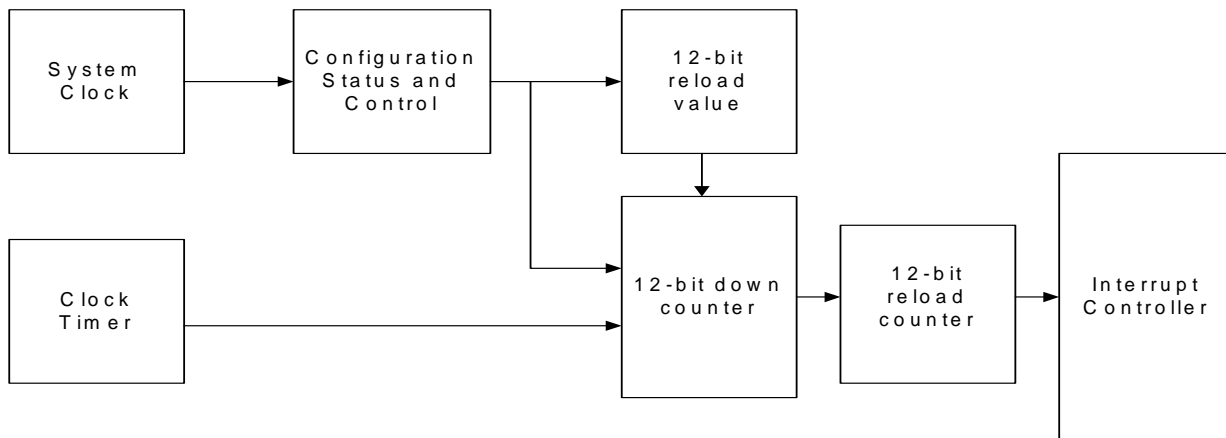 System
Clock
Configuration
Status and
Control
12-bit
reload
value
Clock
Timer
12-bit down
counter
12-bit
reload
counter
Interrupt
Controller